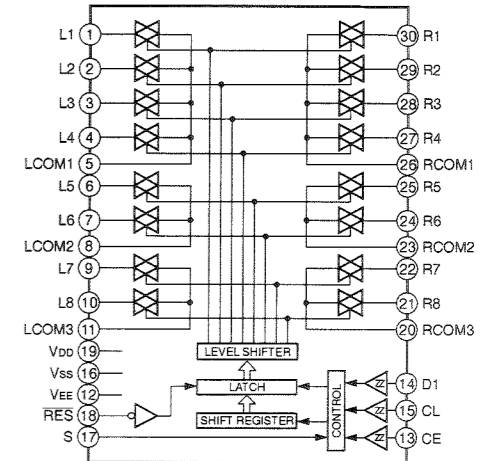 L1 1 30 R1
L2 2 29 R2
L3 3 28 R3
L4 4 27 R4
LCOM1 5 26 RCOM1
L5 6 25 R5
L6 7 24 R6
LCOM2 8 23 RCOM2
L7 9 22 R7
L8 10 21 R8
LCOM3 11 20 RCOM3
VDD 19 LEVEL SHIFTER
VSS 16
VEE 12 LATCH CONTROL 14 D1
RES 18 SHIFT REGISTER 15 CL
S 17 13 CE